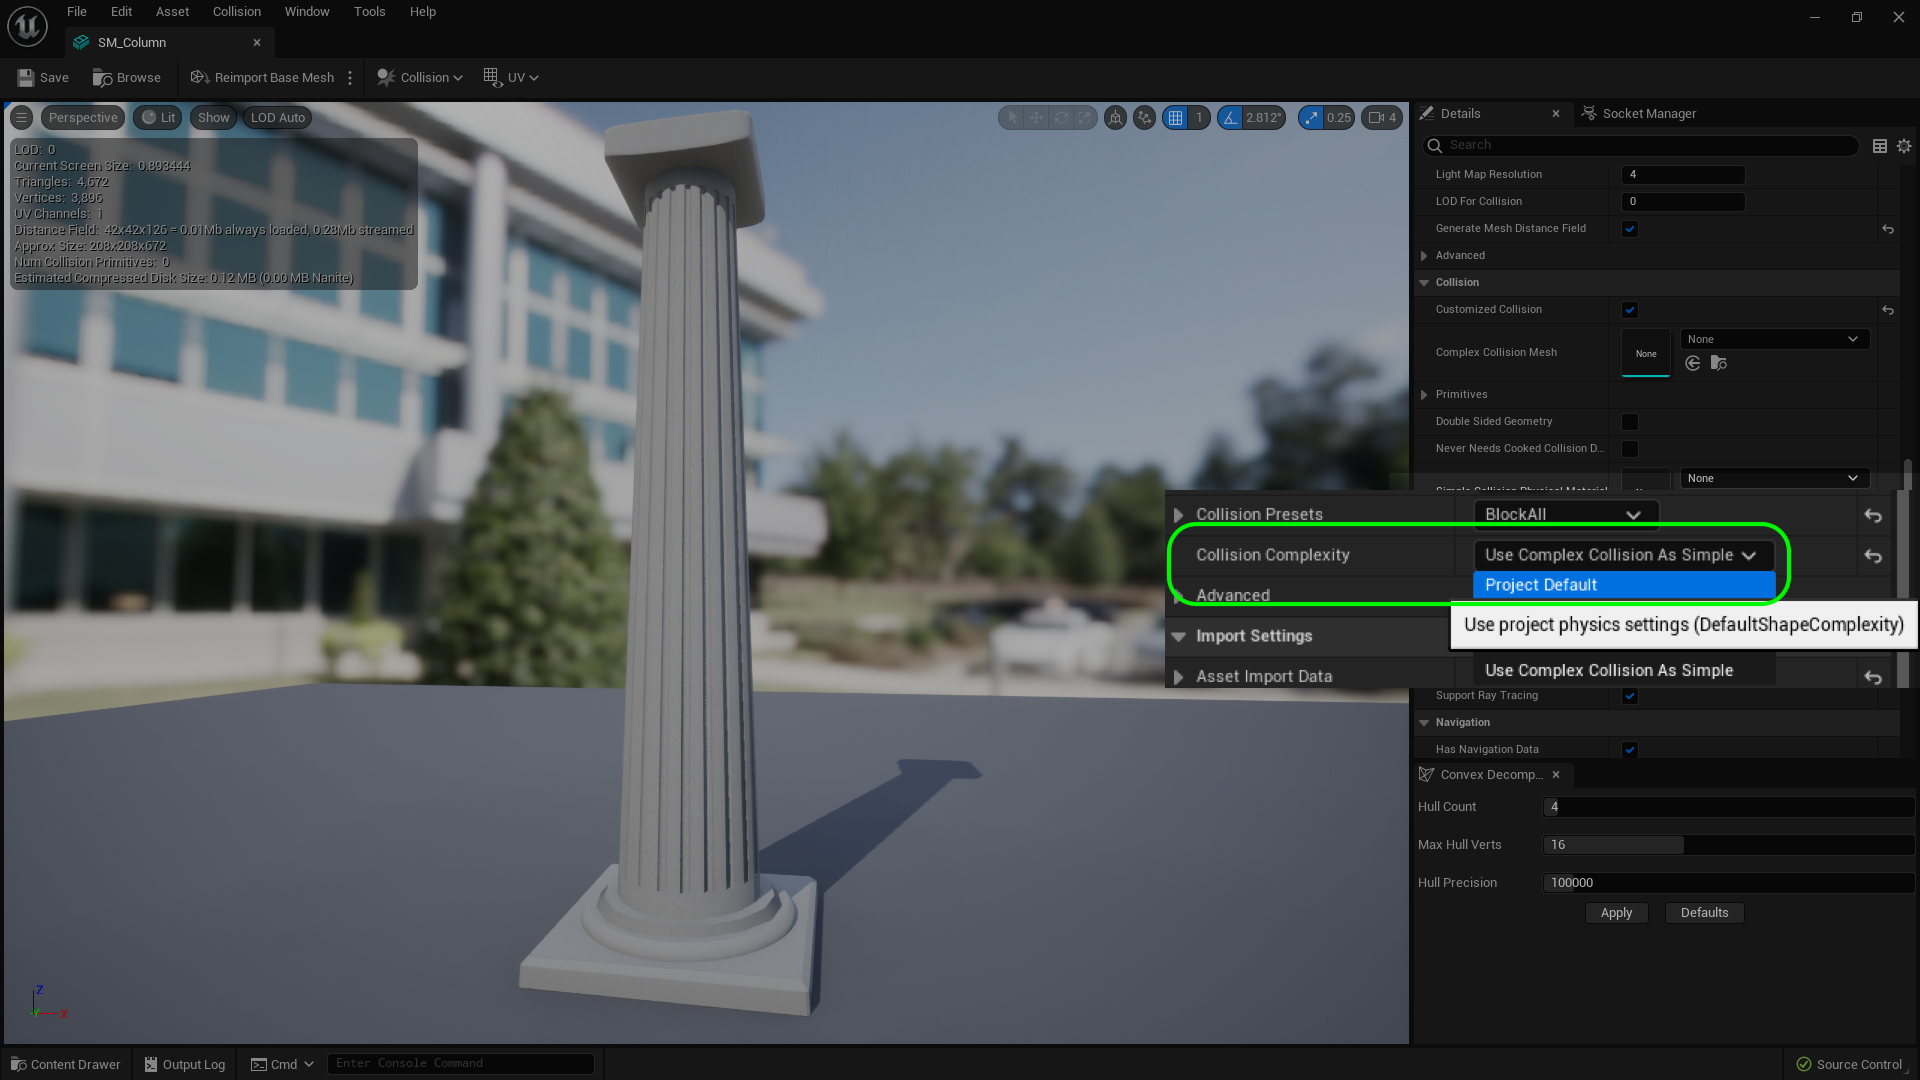 File Edit Asset Collision Window Tools Help
SM_Column
Save Browse Reimport Base Mesh Collision UV
Perspective Lit Show LOD Auto 1 2.812° 0.25 4
LOD: 0
Current Screen Size: 0.893444
Triangles: 4,672
Vertices: 3,896
UV Channels: 1
Distance Field: 42x42x126 = 0.01Mb always loaded, 0.28Mb streamed
Approx Size: 208x208x672
Num Collision Primitives: 0
Estimated Compressed Disk Size: 0.12 MB (0.00 MB Nanite)
Z
Y X
Details Socket Manager
Search
Light Map Resolution 4
LOD For Collision 0
Generate Mesh Distance Field
Advanced
Collision
Customized Collision
Complex Collision Mesh None None
Primitives
Double Sided Geometry
Never Needs Cooked Collision D...
Simple Collision Physical Material None
Collision Presets BlockAll
Collision Complexity Use Complex Collision As Simple
Project Default
Advanced
Use project physics settings (DefaultShapeComplexity)
Import Settings
Use Complex Collision As Simple
Asset Import Data
Support Ray Tracing
Navigation
Has Navigation Data
Convex Decomp...
Hull Count 4
Max Hull Verts 16
Hull Precision 100000
Apply Defaults
Content Drawer Output Log Cmd Enter Console Command Source Control